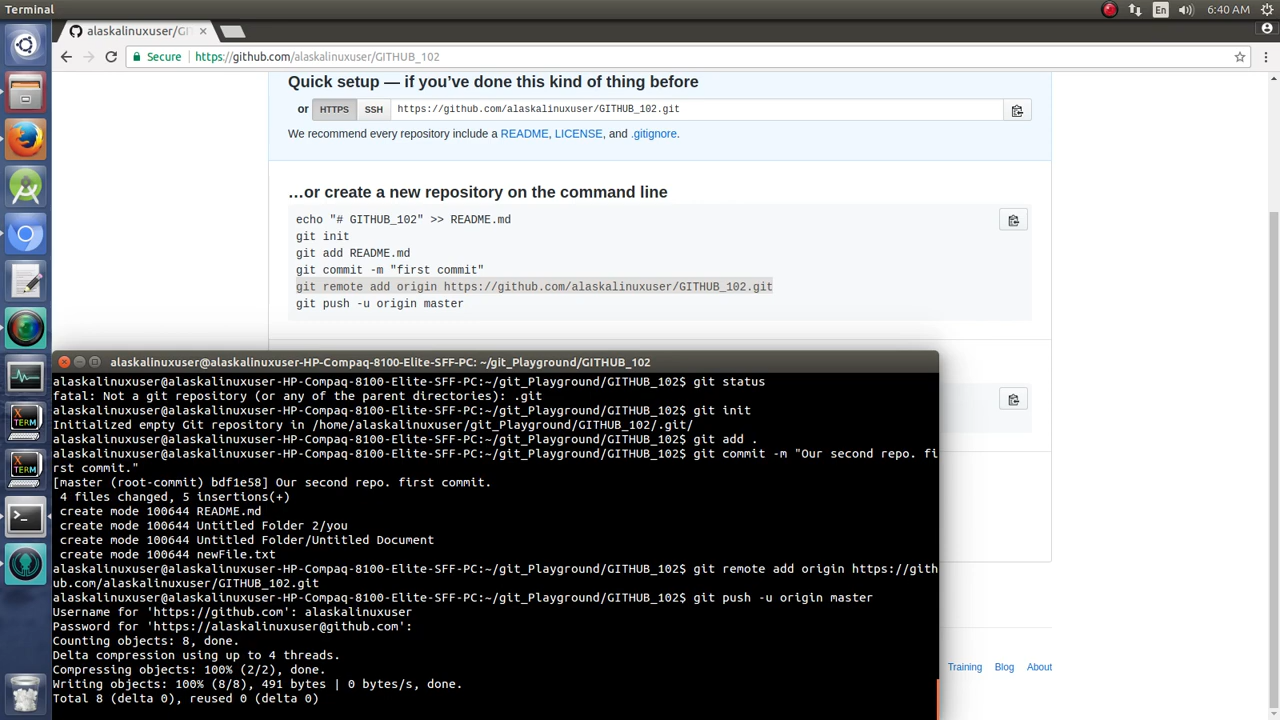 Terminal
En
6:40 AM
alaskalinuxuser/GI
Secure
https://github.com/alaskalinuxuser/GITHUB_102
Quick setup — if you've done this kind of thing before
or HTTPS SSH https://github.com/alaskalinuxuser/GITHUB_102.git
We recommend every repository include a README, LICENSE, and .gitignore.
…or create a new repository on the command line
echo "# GITHUB_102" >> README.md
git init
git add README.md
git commit -m "first commit"
git remote add origin https://github.com/alaskalinuxuser/GITHUB_102.git
git push -u origin master
alaskalinuxuser@alaskalinuxuser-HP-Compaq-8100-Elite-SFF-PC: ~/git_Playground/GITHUB_102
alaskalinuxuser@alaskalinuxuser-HP-Compaq-8100-Elite-SFF-PC:~/git_Playground/GITHUB_102$ git status
fatal: Not a git repository (or any of the parent directories): .git
alaskalinuxuser@alaskalinuxuser-HP-Compaq-8100-Elite-SFF-PC:~/git_Playground/GITHUB_102$ git init
Initialized empty Git repository in /home/alaskalinuxuser/git_Playground/GITHUB_102/.git/
alaskalinuxuser@alaskalinuxuser-HP-Compaq-8100-Elite-SFF-PC:~/git_Playground/GITHUB_102$ git add .
alaskalinuxuser@alaskalinuxuser-HP-Compaq-8100-Elite-SFF-PC:~/git_Playground/GITHUB_102$ git commit -m "Our second repo. fi
rst commit."
[master (root-commit) bdf1e58] Our second repo. first commit.
4 files changed, 5 insertions(+)
create mode 100644 README.md
create mode 100644 Untitled Folder 2/you
create mode 100644 Untitled Folder/Untitled Document
create mode 100644 newFile.txt
alaskalinuxuser@alaskalinuxuser-HP-Compaq-8100-Elite-SFF-PC:~/git_Playground/GITHUB_102$ git remote add origin https://gith
ub.com/alaskalinuxuser/GITHUB_102.git
alaskalinuxuser@alaskalinuxuser-HP-Compaq-8100-Elite-SFF-PC:~/git_Playground/GITHUB_102$ git push -u origin master
Username for 'https://github.com': alaskalinuxuser
Password for 'https://alaskalinuxuser@github.com':
Counting objects: 8, done.
Delta compression using up to 4 threads.
Compressing objects: 100% (2/2), done.
Writing objects: 100% (8/8), 491 bytes | 0 bytes/s, done.
Total 8 (delta 0), reused 0 (delta 0)
Training Blog About
XTERM
XTERM